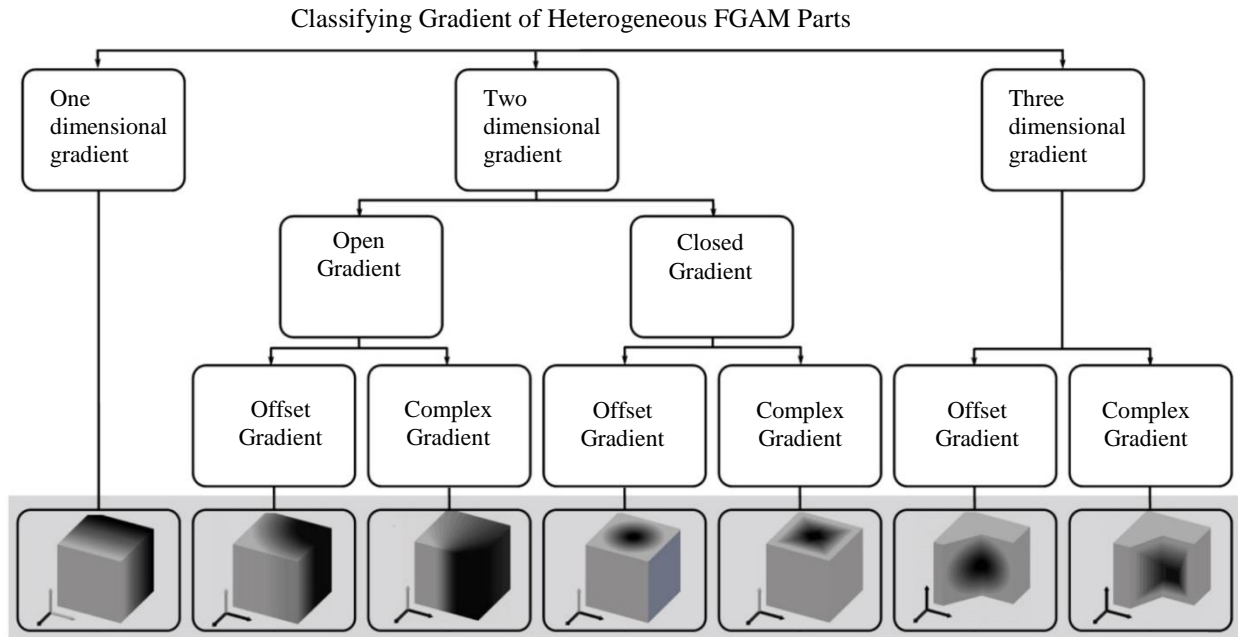 Classifying Gradient of Heterogeneous FGAM Parts
One
dimensional
gradient
Two
dimensional
gradient
Three
dimensional
gradient
Open
Gradient
Closed
Gradient
Offset
Gradient
Complex
Gradient
Offset
Gradient
Complex
Gradient
Offset
Gradient
Complex
Gradient